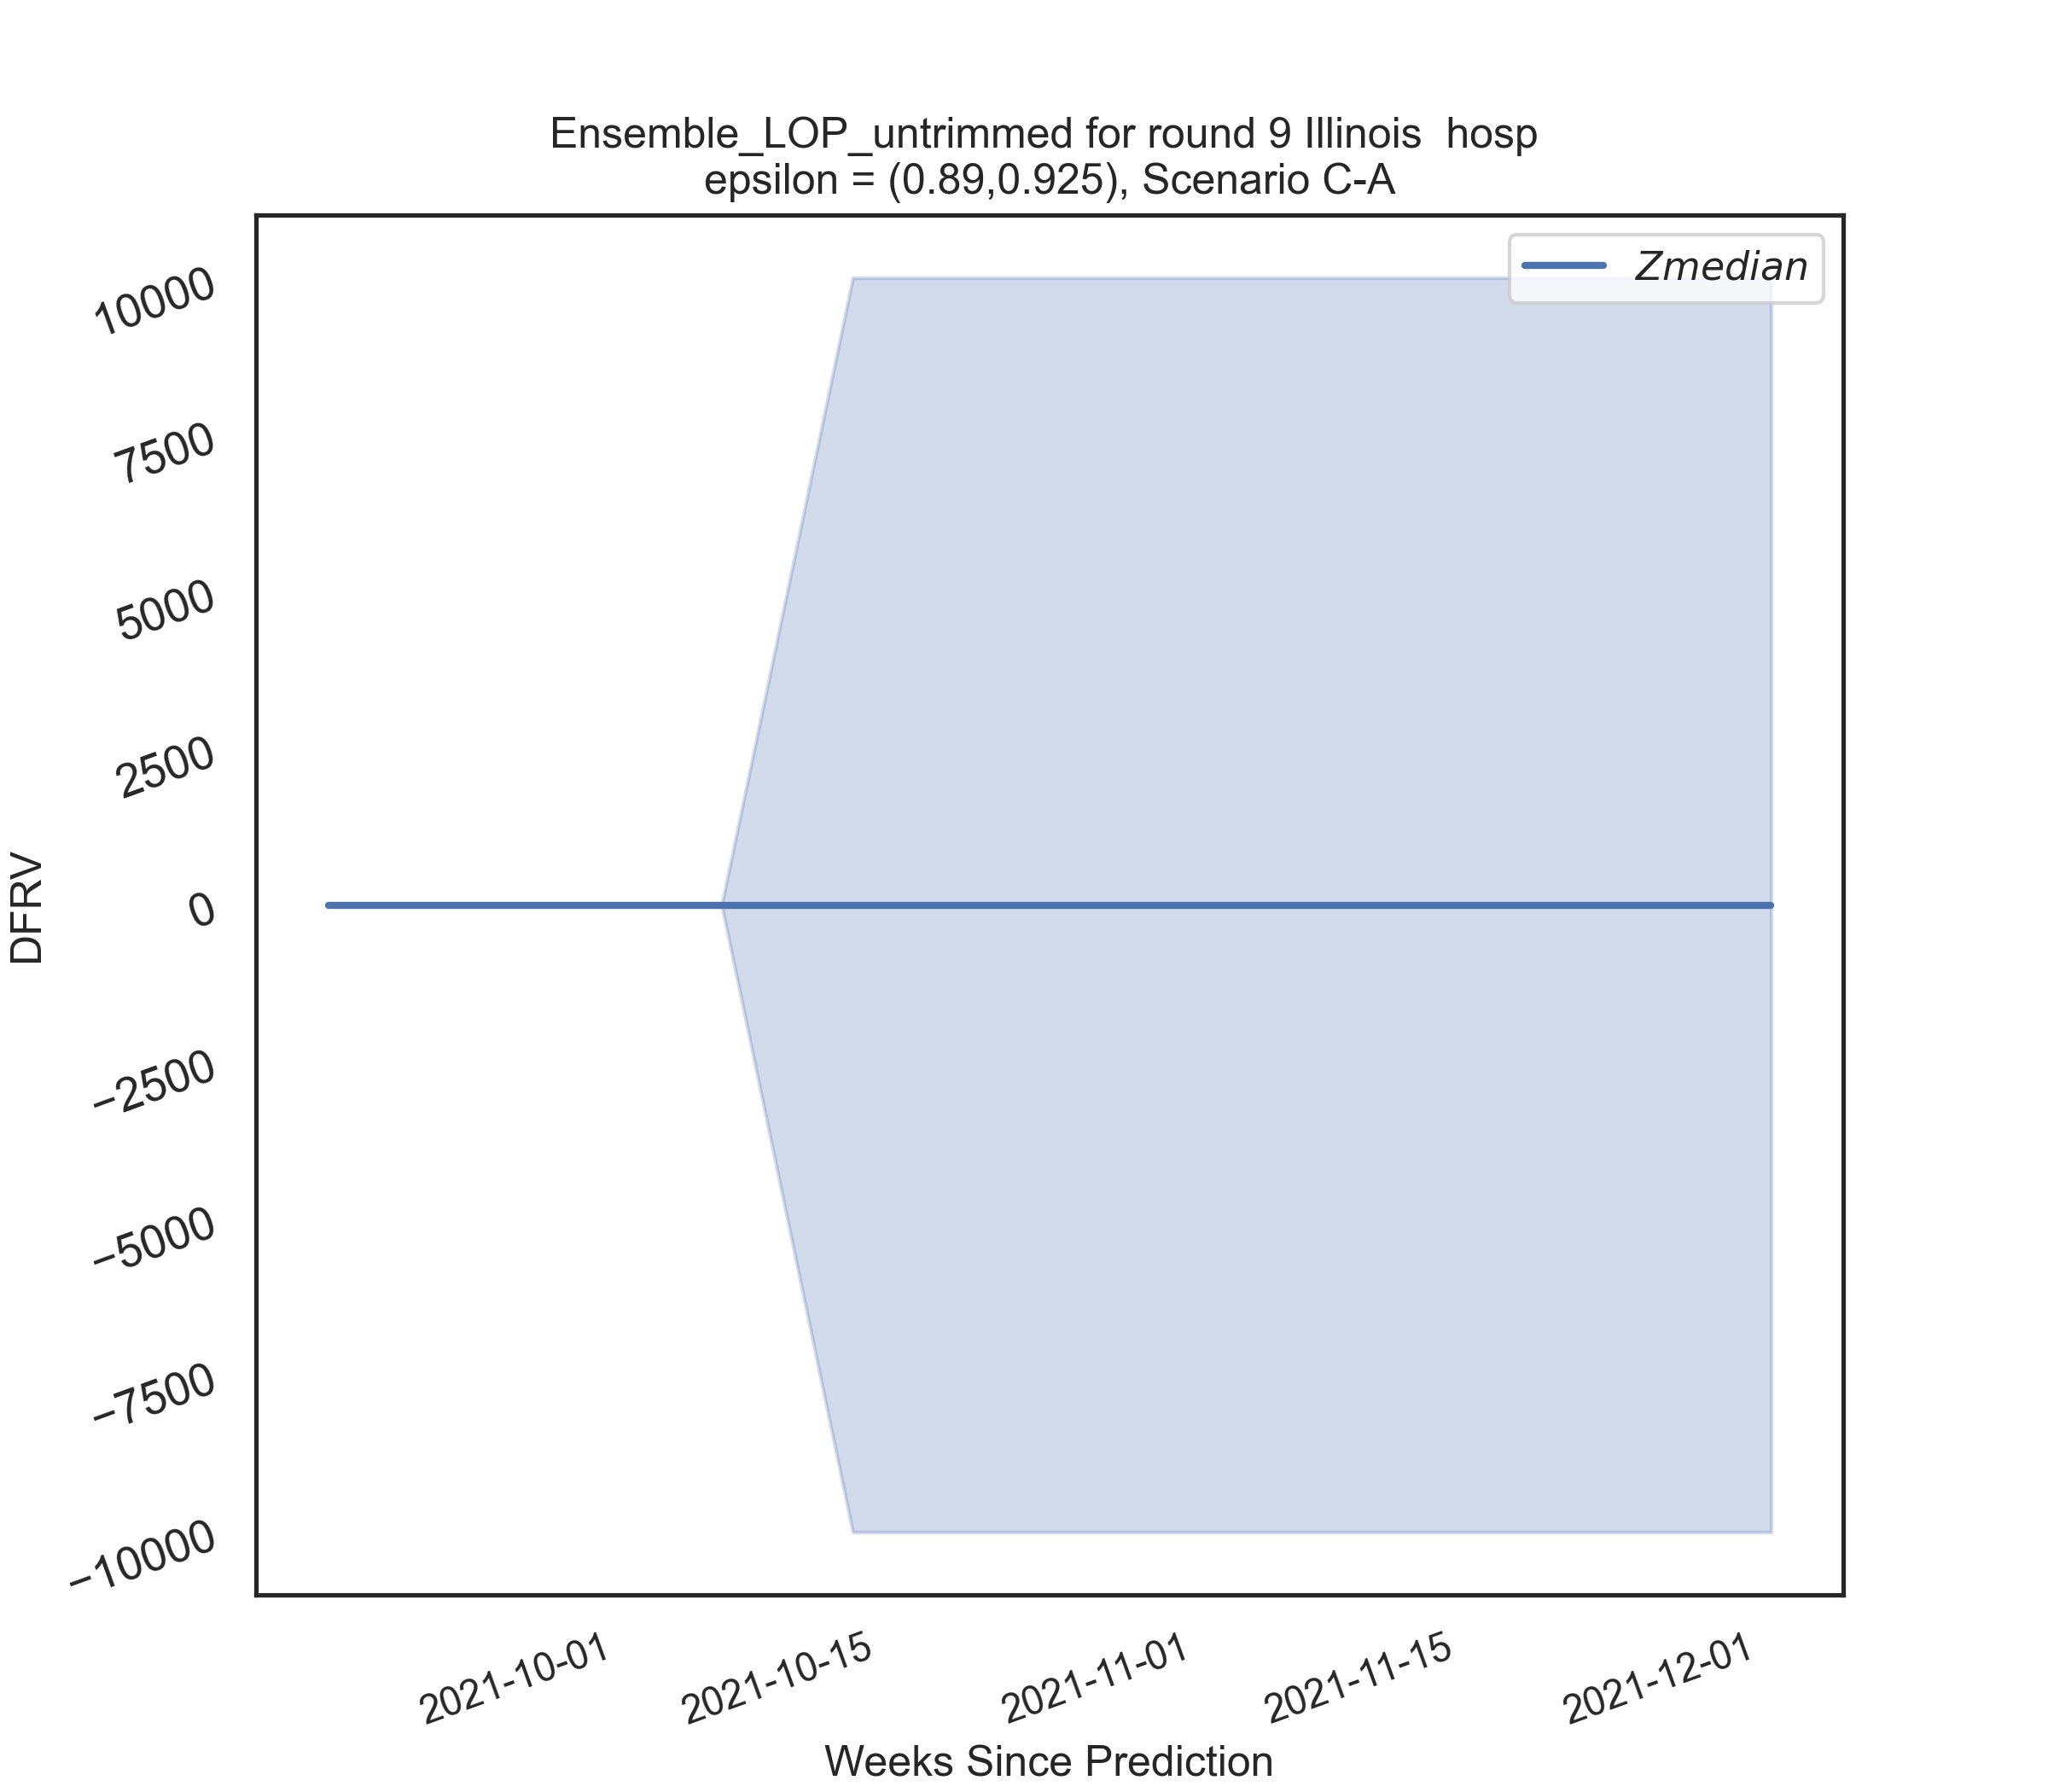 Ensemble_LOP_untrimmed for round 9 Illinois  hosp
epsilon = (0.89,0.925), Scenario C-A
Zmedian
10000
7500
5000
2500
0
−2500
−5000
−7500
−10000
DFRV
2021-10-01
2021-10-15
2021-11-01
2021-11-15
2021-12-01
Weeks Since Prediction